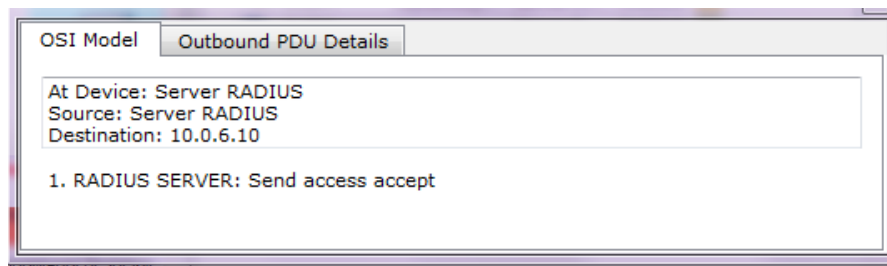 OSI Model
Outbound PDU Details
At Device: Server RADIUS
Source: Server RADIUS
Destination: 10.0.6.10
1. RADIUS SERVER: Send access accept